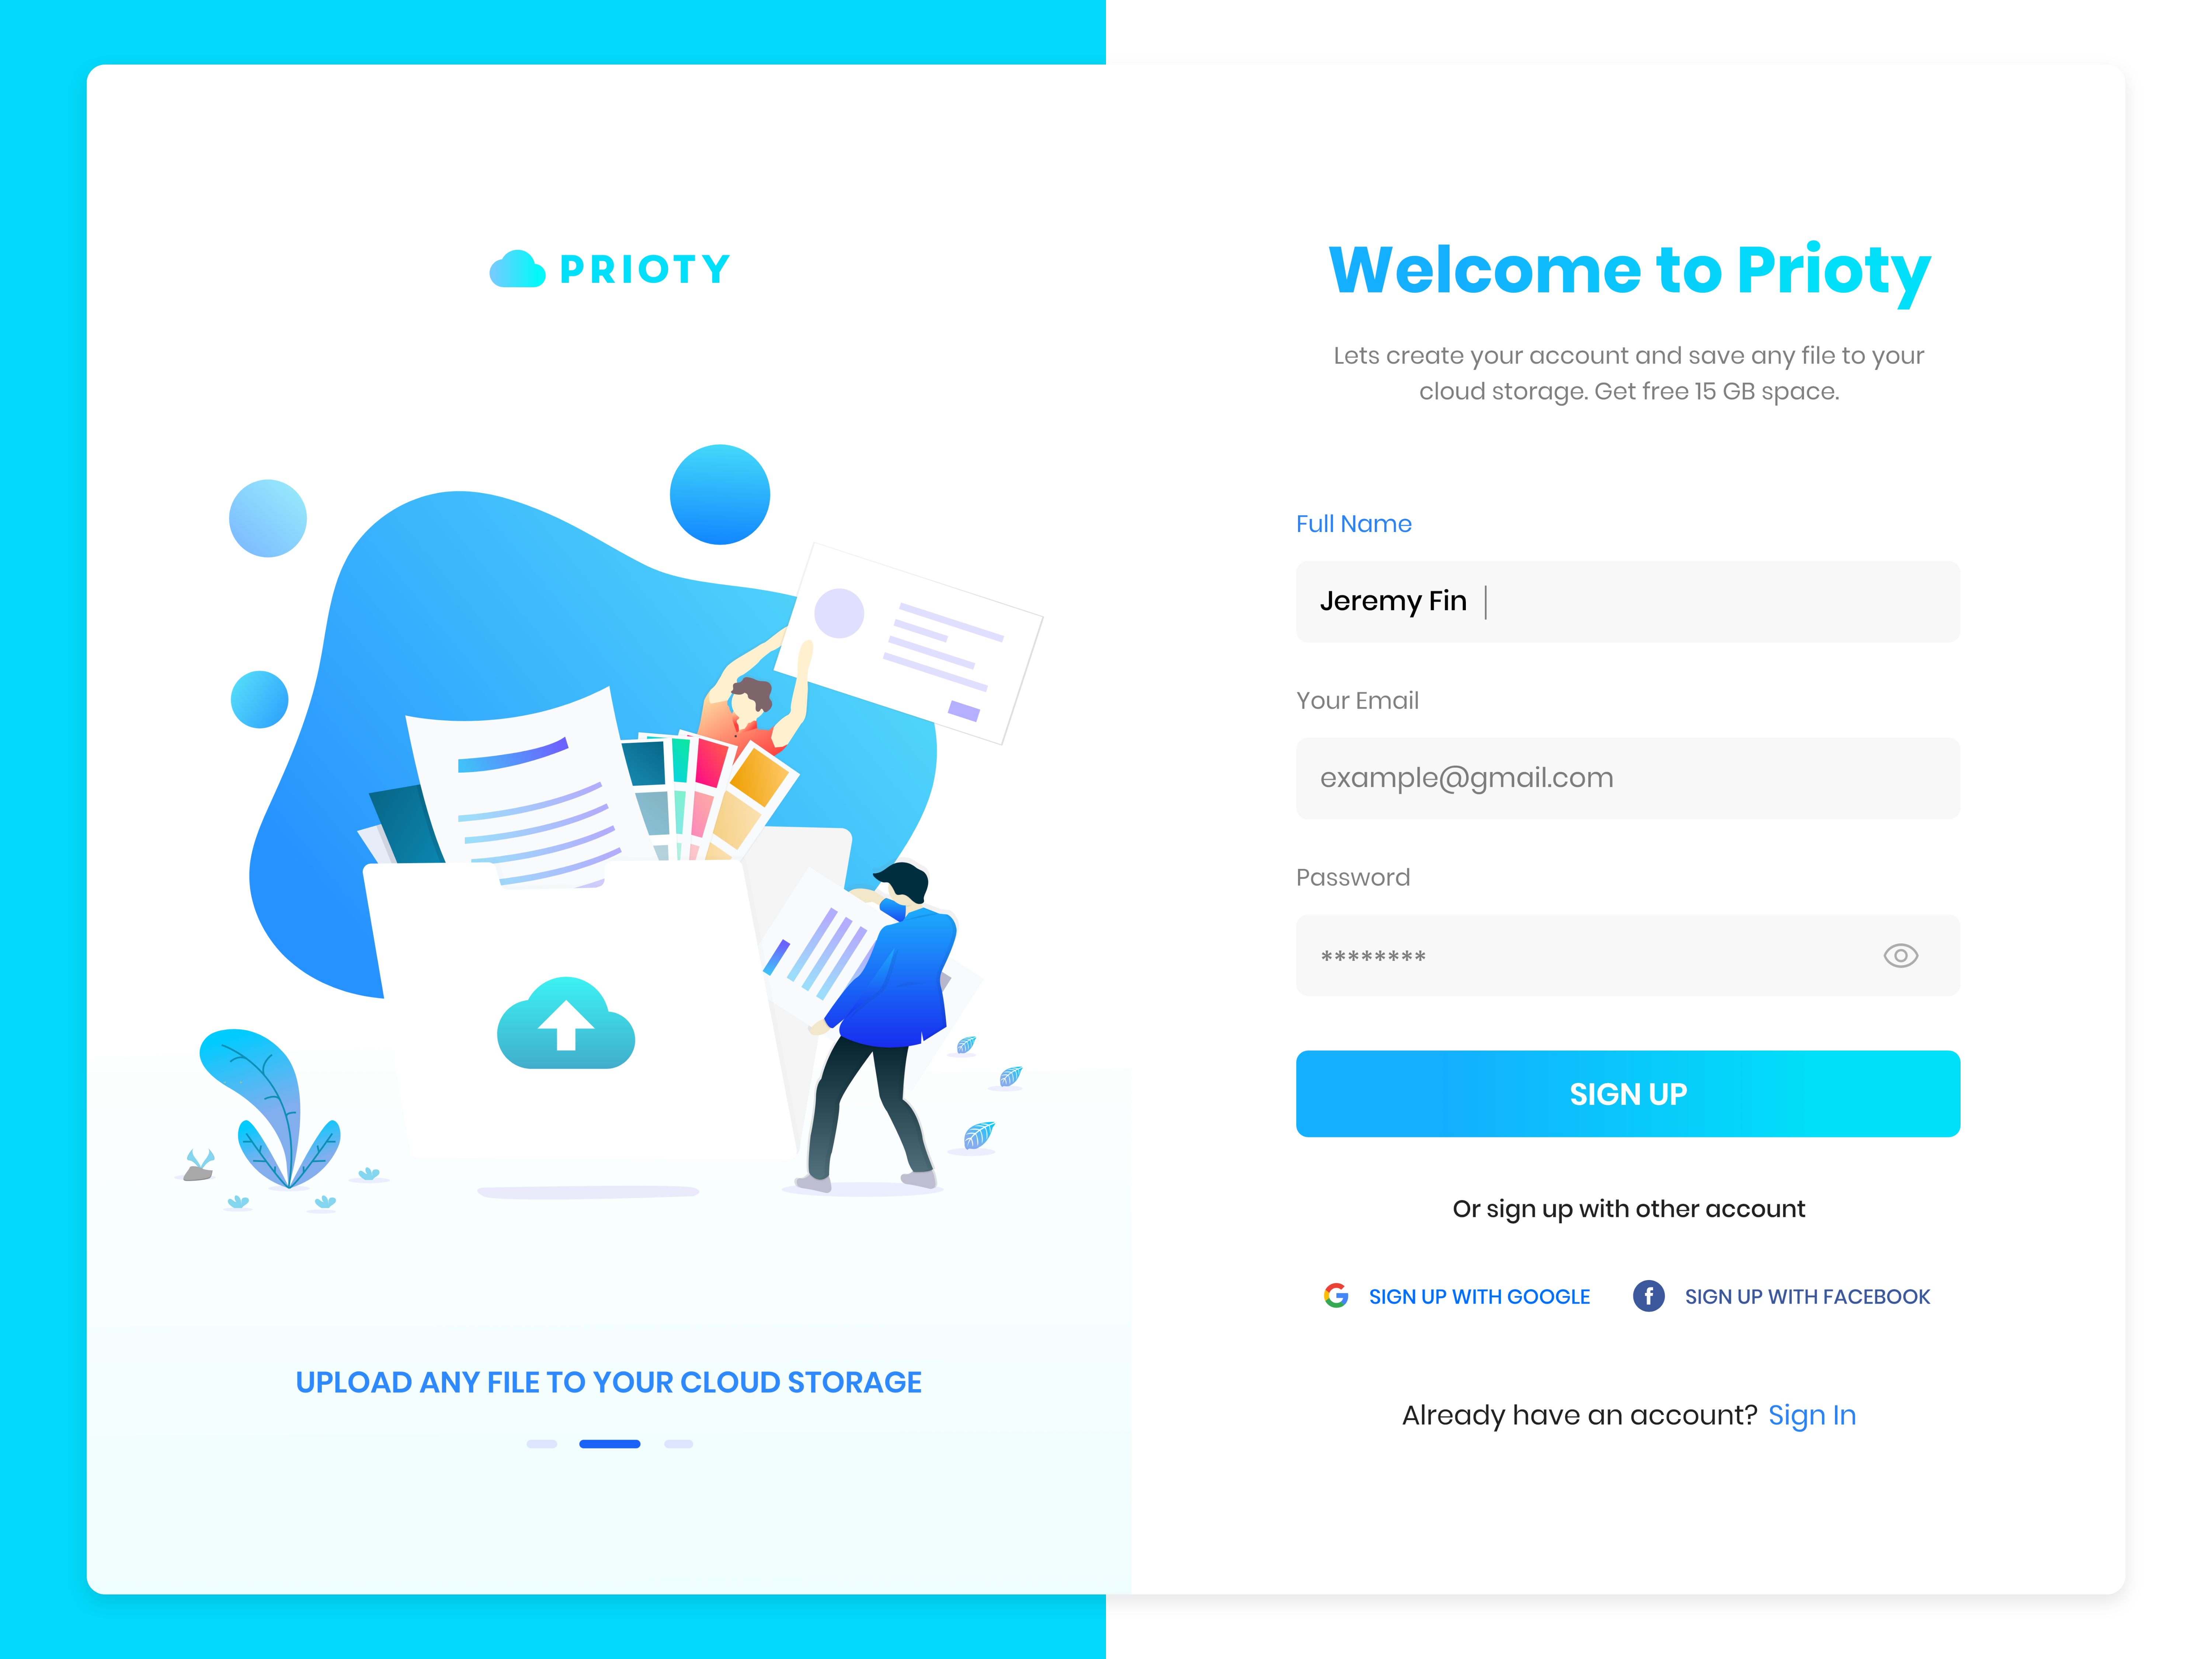 PRIOTY
UPLOAD ANY FILE TO YOUR CLOUD STORAGE
Welcome to Prioty
Lets create your account and save any file to your
cloud storage. Get free 15 GB space.
Full Name
Jeremy Fin
Your Email
example@gmail.com
Password
********
SIGN UP
Or sign up with other account
SIGN UP WITH GOOGLE
SIGN UP WITH FACEBOOK
Already have an account? Sign In